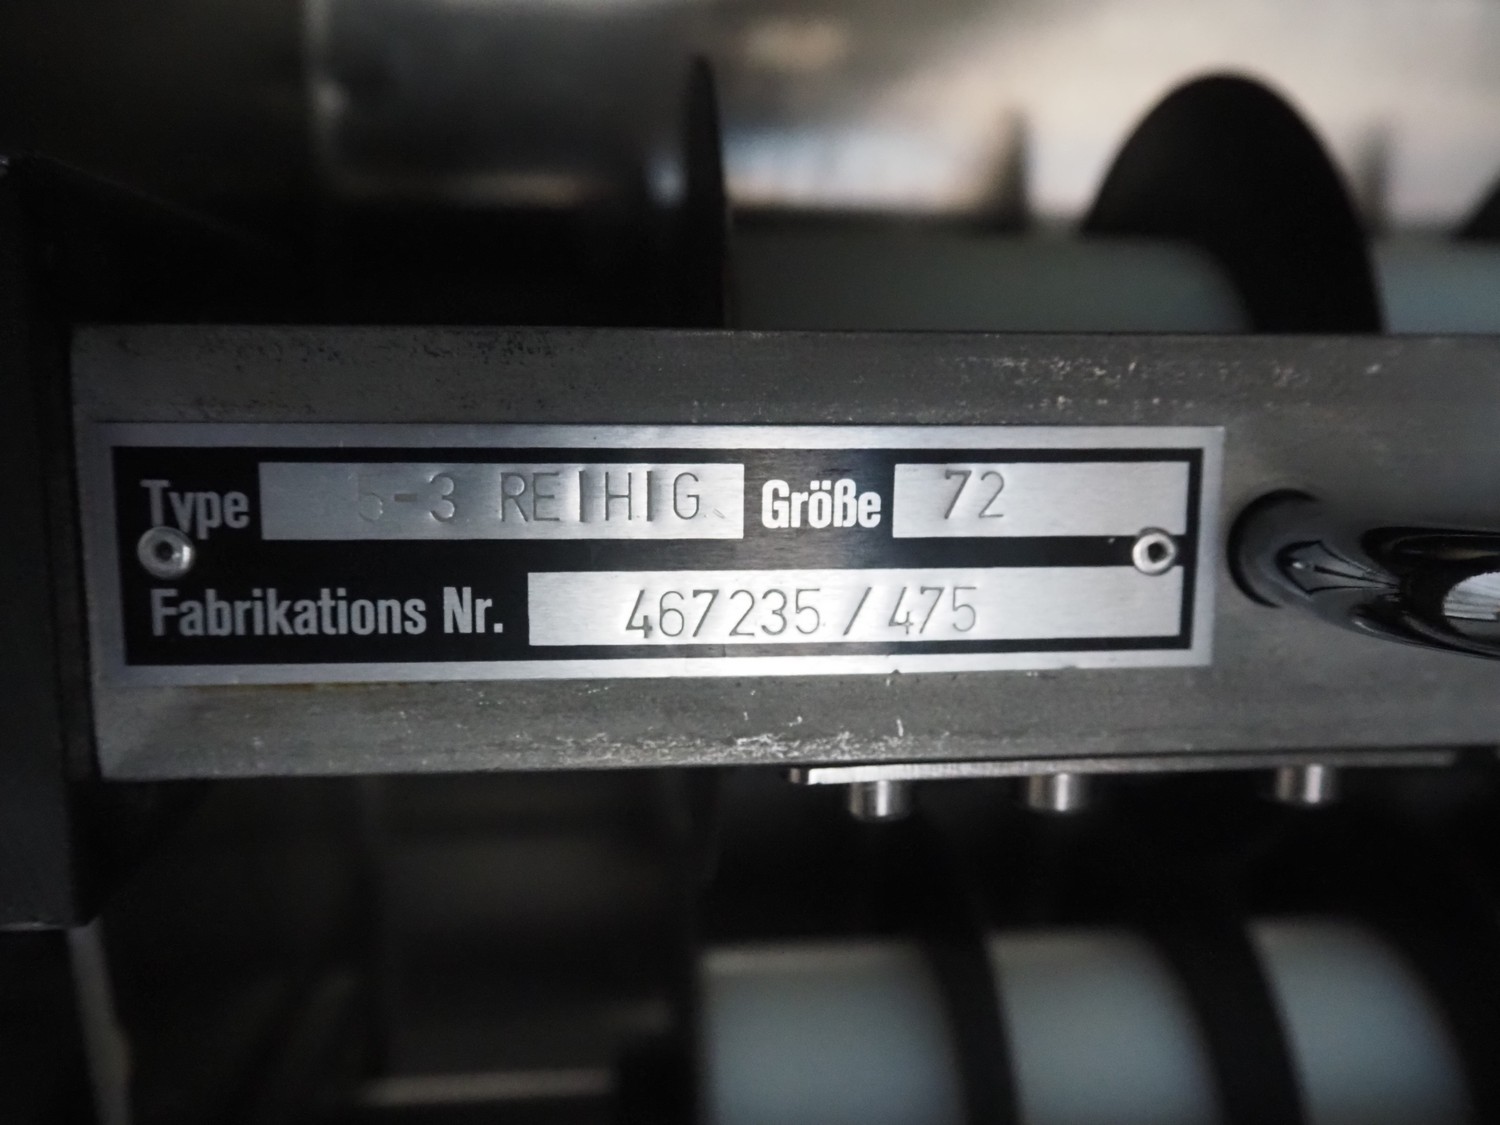 Type 5-3 REIHIG Größe 72
Fabrikations Nr. 467235/475